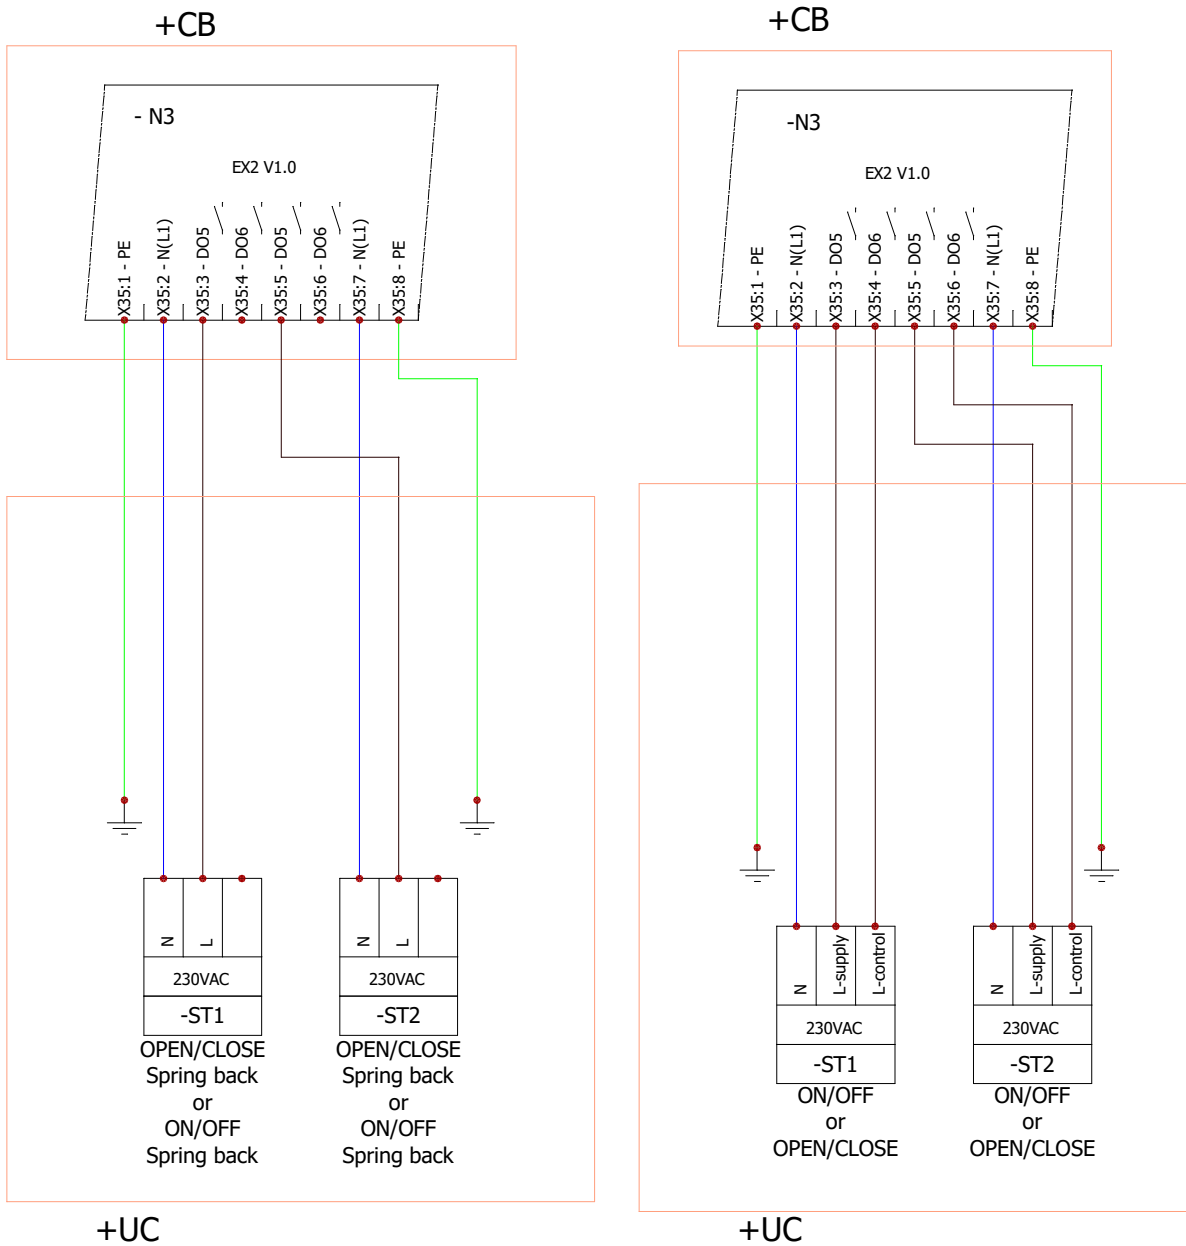 +CB
- N3
EX2 V1.0
X35:1 - PE
X35:2 - N(L1)
X35:3 - DO5
X35:4 - DO6
X35:5 - DO5
X35:6 - DO6
X35:7 - N(L1)
X35:8 - PE
N
L
230VAC
-ST1
OPEN/CLOSE
Spring back
or
ON/OFF
Spring back
N
L
230VAC
-ST2
OPEN/CLOSE
Spring back
or
ON/OFF
Spring back
+UC
+CB
-N3
EX2 V1.0
X35:1 - PE
X35:2 - N(L1)
X35:3 - DO5
X35:4 - DO6
X35:5 - DO5
X35:6 - DO6
X35:7 - N(L1)
X35:8 - PE
N
L-supply
L-control
230VAC
-ST1
ON/OFF
or
OPEN/CLOSE
N
L-supply
L-control
230VAC
-ST2
ON/OFF
or
OPEN/CLOSE
+UC